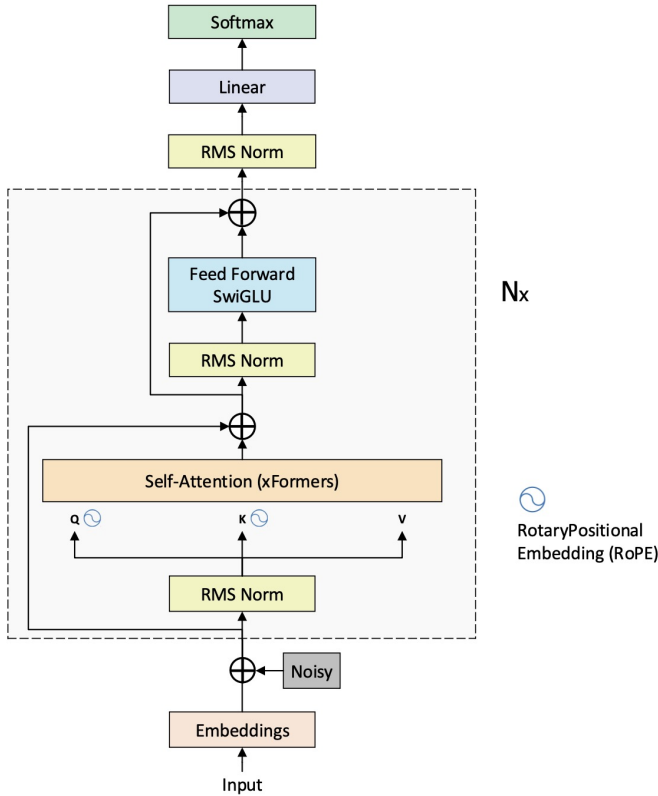 Softmax
Linear
RMS Norm
Feed Forward
SwiGLU
Nx
RMS Norm
Self-Attention (xFormers)
Q
K
V
RotaryPositional
Embedding (RoPE)
RMS Norm
Noisy
Embeddings
Input